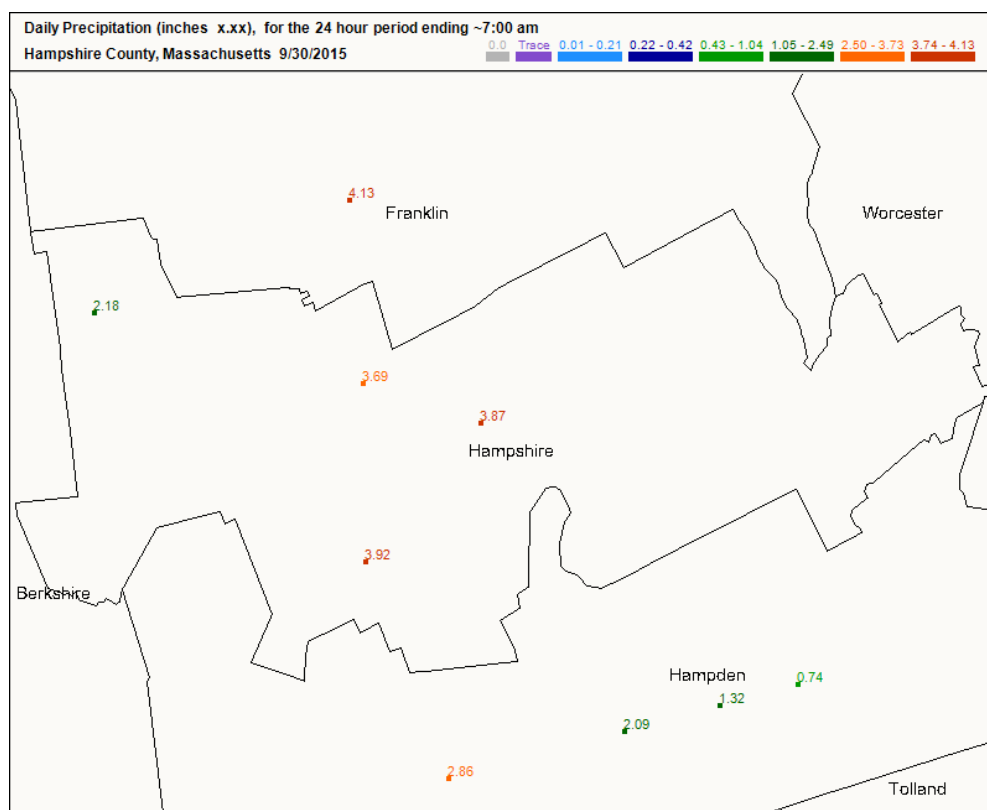 Daily Precipitation (inches x.xx), for the 24 hour period ending ~7:00 am
Hampshire County, Massachusetts 9/30/2015
0.0 Trace 0.01 - 0.21 0.22 - 0.42 0.43 - 1.04 1.05 - 2.49 2.50 - 3.73 3.74 - 4.13
4.13
Franklin
Worcester
2.18
3.69
3.87
Hampshire
3.92
Berkshire
Hampden
0.74
1.32
2.09
2.86
Tolland